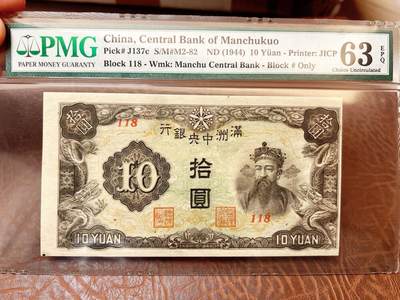 PMG
PAPER MONEY GUARANTY
China, Central Bank of Manchukuo
Pick# J137c S/M#M2-82 ND (1944) 10 Yüan - Printer: JICP
Block 118 - Wmk: Manchu Central Bank - Block # Only
63 EPQ
Choice Uncirculated
拾 拾
118
行銀央中洲滿
10 拾圓
118
10 YUAN 10 YUAN